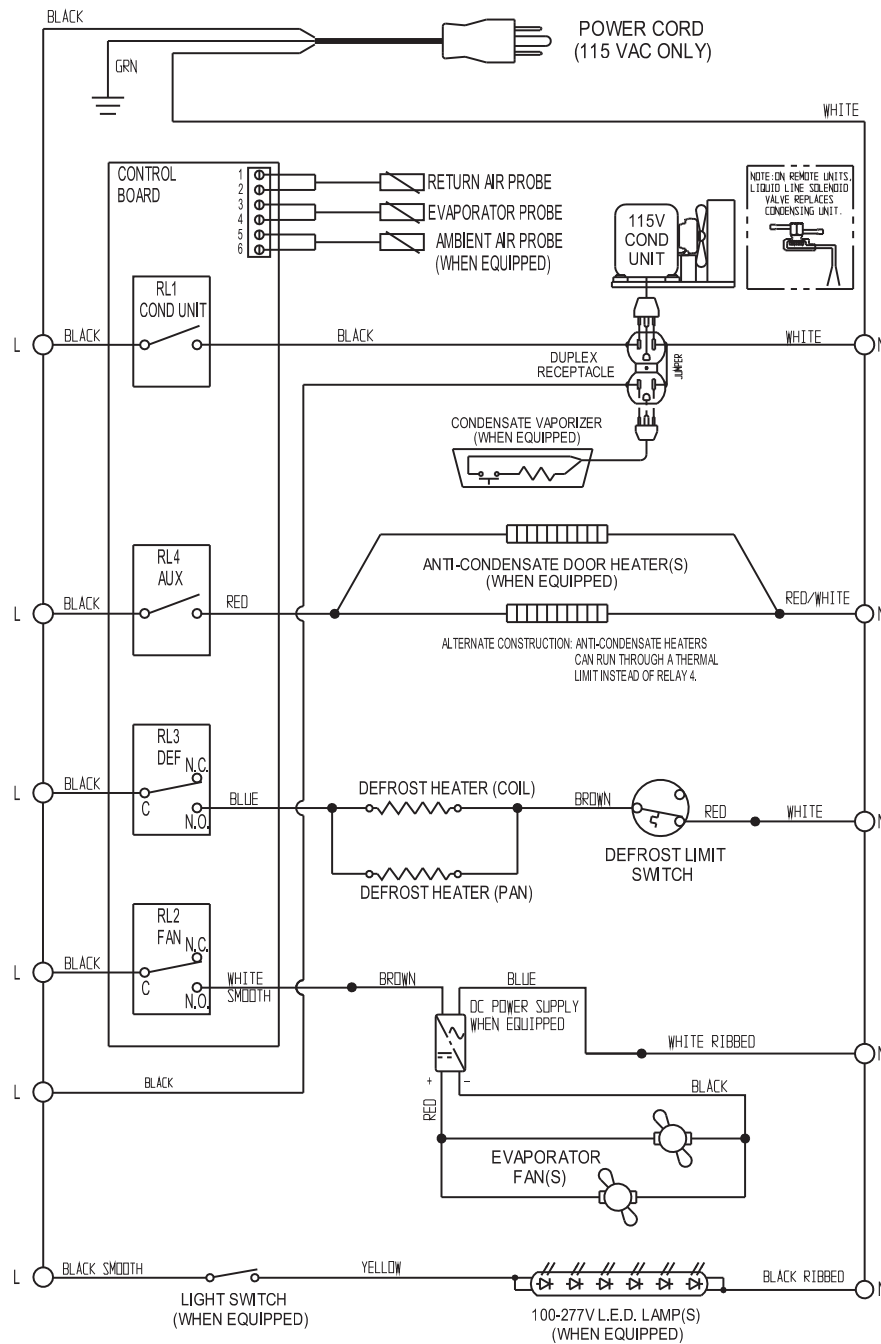 BLACK
POWER CORD
(115 VAC ONLY)
GRN
WHITE
CONTROL
BOARD
1
2
3
4
5
6
RETURN AIR PROBE
EVAPORATOR PROBE
AMBIENT AIR PROBE
(WHEN EQUIPPED)
115V
COND
UNIT
NOTE: ON REMOTE UNITS,
LIQUID LINE SOLENOID
VALVE REPLACES
CONDENSING UNIT.
RL1
COND UNIT
L
BLACK
BLACK
WHITE
N
DUPLEX
RECEPTACLE
JUMPER
CONDENSATE VAPORIZER
(WHEN EQUIPPED)
RL4
AUX
L
BLACK
RED
ANTI-CONDENSATE DOOR HEATER(S)
(WHEN EQUIPPED)
RED/WHITE
N
ALTERNATE CONSTRUCTION: ANTI-CONDENSATE HEATERS
CAN RUN THROUGH A THERMAL
LIMIT INSTEAD OF RELAY 4.
RL3
DEF
N.C.
L
BLACK
C
N.O.
BLUE
DEFROST HEATER (COIL)
BROWN
RED
WHITE
N
DEFROST LIMIT
SWITCH
DEFROST HEATER (PAN)
RL2
FAN
N.C.
L
BLACK
C
N.O.
WHITE
SMOOTH
BROWN
BLUE
DC POWER SUPPLY
WHEN EQUIPPED
WHITE RIBBED
N
L
BLACK
+
-
RED
BLACK
EVAPORATOR
FAN(S)
L
BLACK SMOOTH
YELLOW
BLACK RIBBED
N
LIGHT SWITCH
(WHEN EQUIPPED)
100-277V L.E.D. LAMP(S)
(WHEN EQUIPPED)